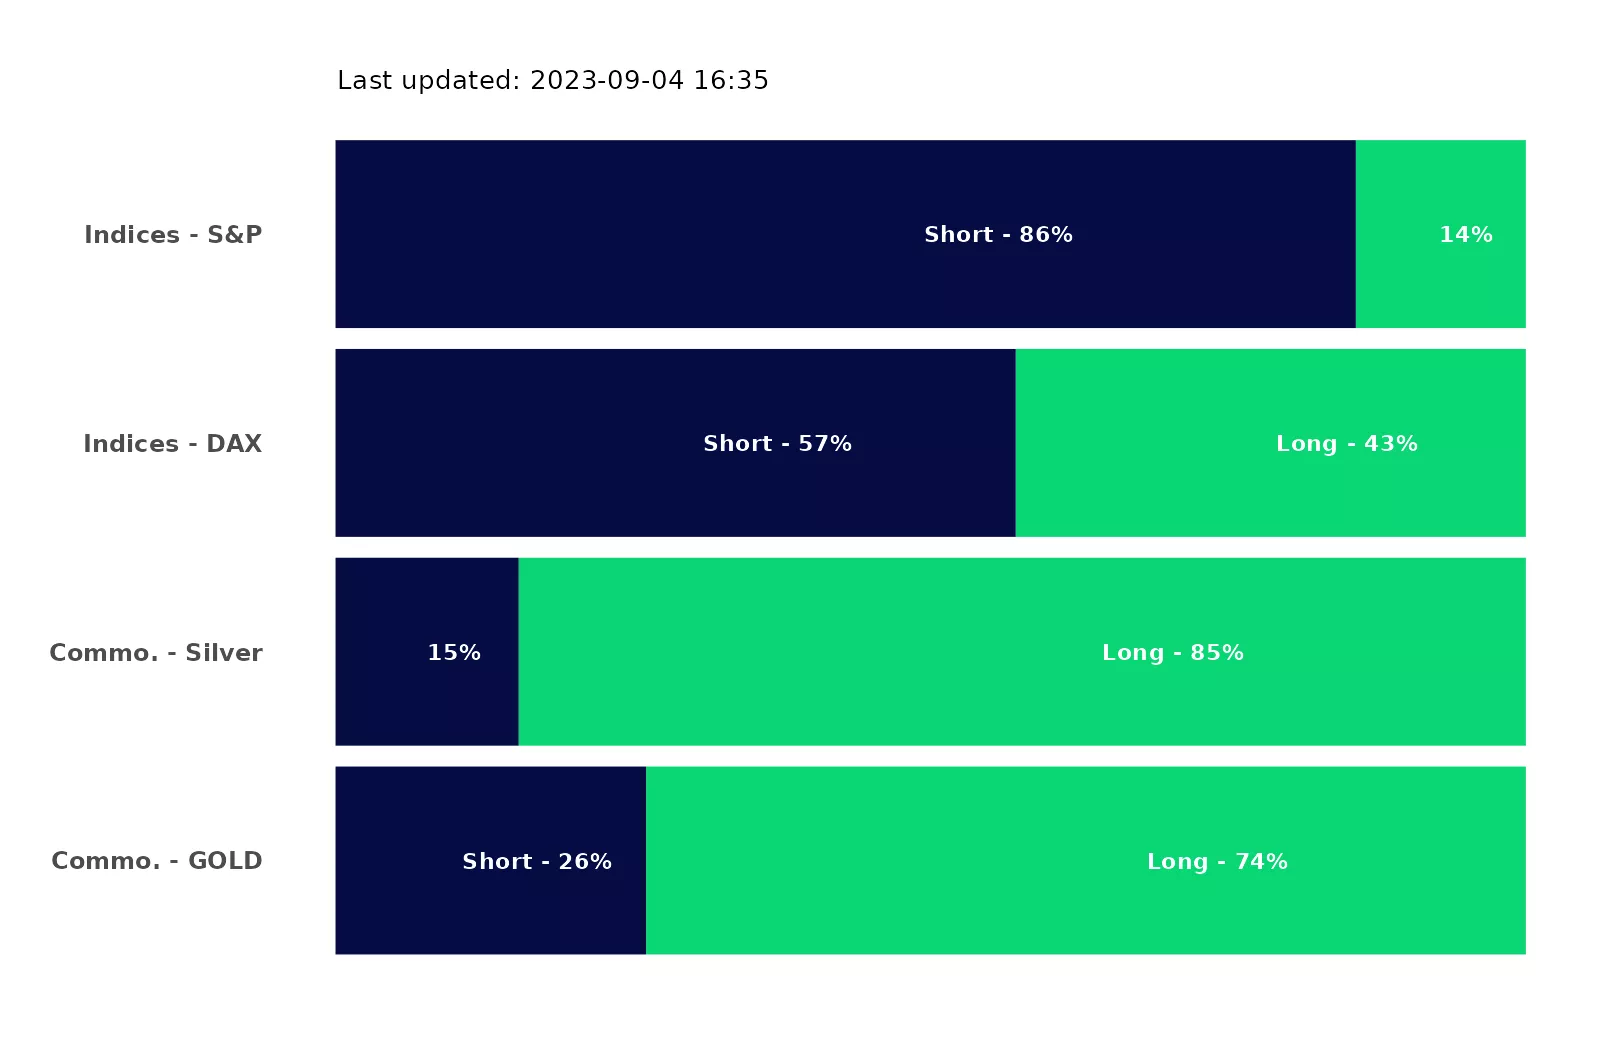 Last updated: 2023-09-04 16:35
Indices - S&P
Short - 86%
14%
Indices - DAX
Short - 57%
Long - 43%
Commo. - Silver
15%
Long - 85%
Commo. - GOLD
Short - 26%
Long - 74%